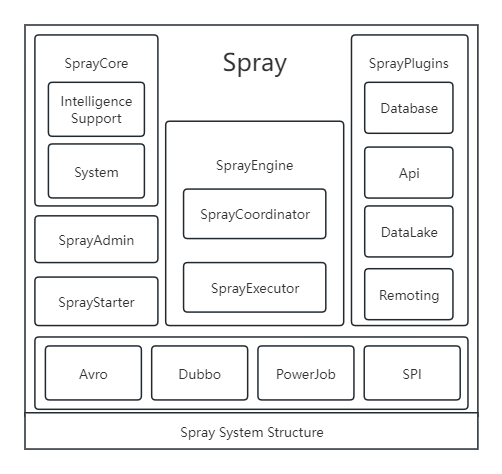 Spray
SprayCore
Intelligence
Support
System
SprayAdmin
SprayStarter
SprayEngine
SprayCoordinator
SprayExecutor
SprayPlugins
Database
Api
DataLake
Remoting
Avro
Dubbo
PowerJob
SPI
Spray System Structure